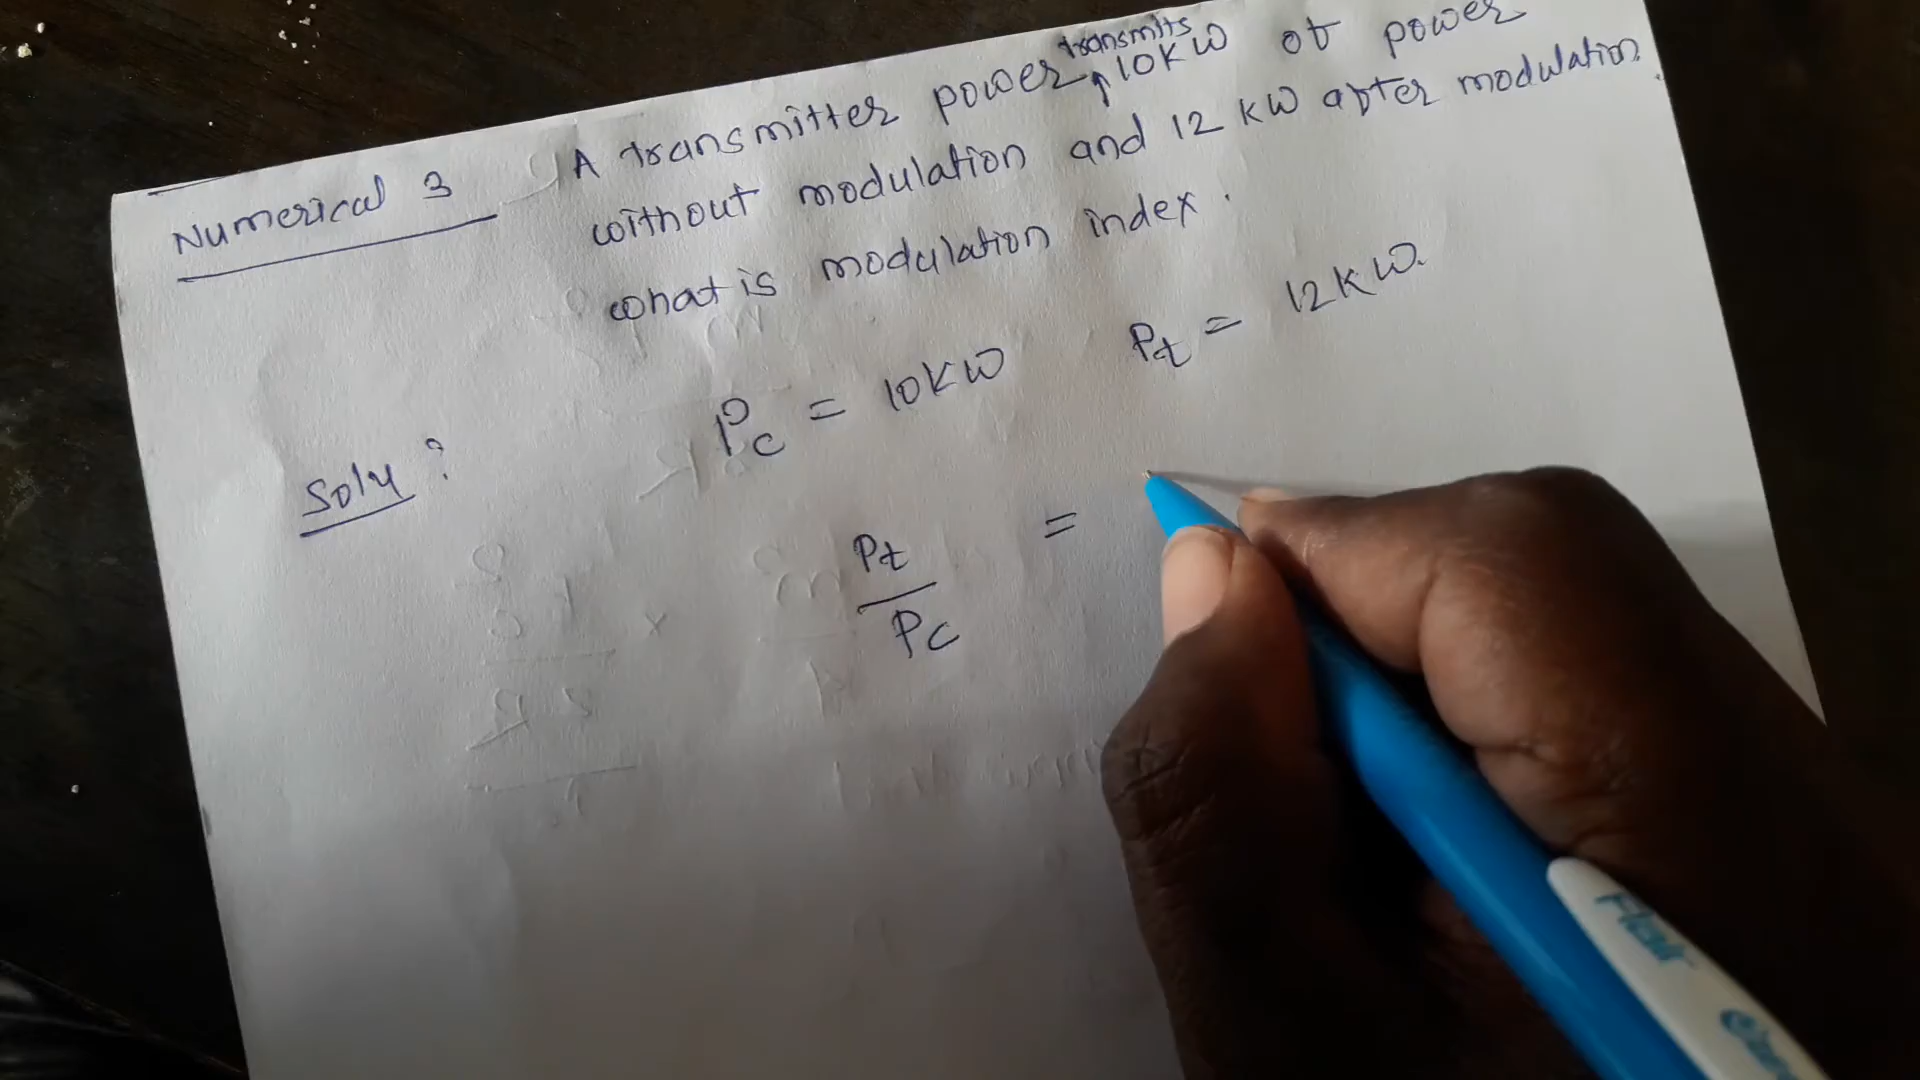 Numerical 3 A transmitter power transmits 10KW of power
without modulation and 12 KW after modulation.
what is modulation index.
Soln:
Pc = 10KW Pt = 12KW.
Pt
Pc
=
Flair